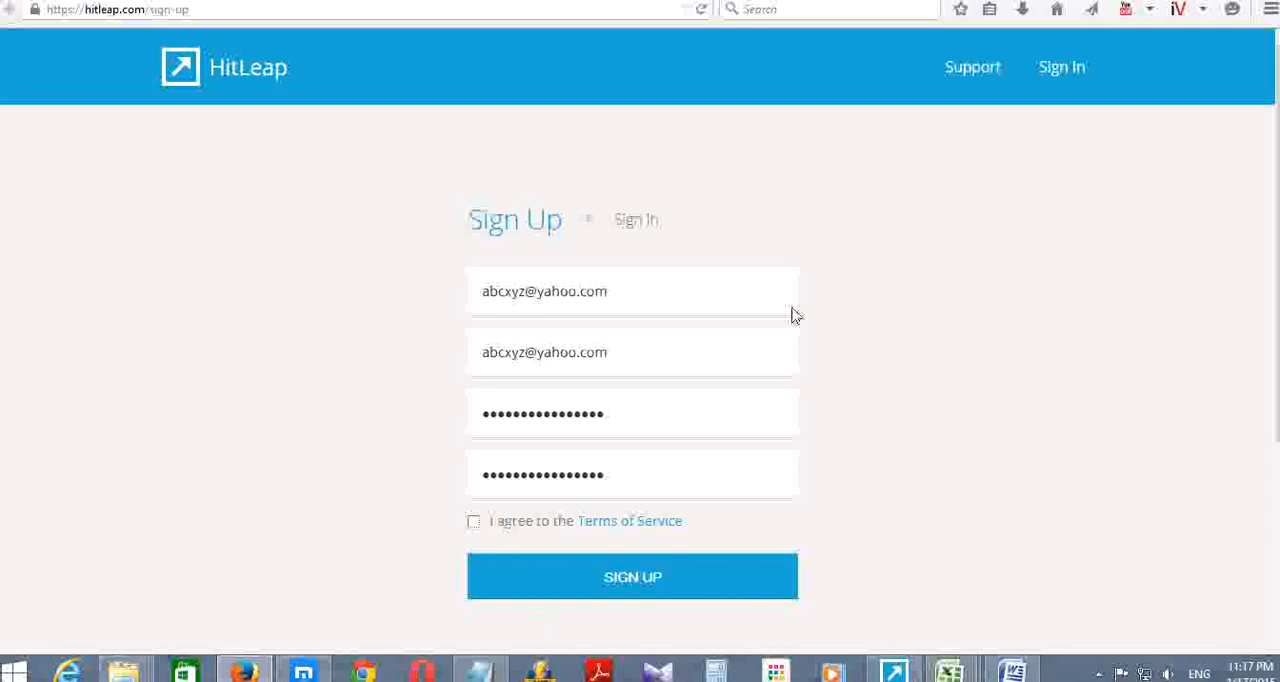 https://hitleap.com/sign-up
Search
HitLeap
Support
Sign In
Sign Up
Sign In
abcxyz@yahoo.com
abcxyz@yahoo.com
••••••••••••••••
••••••••••••••••
I agree to the Terms of Service
SIGN UP
ENG
11:17 PM